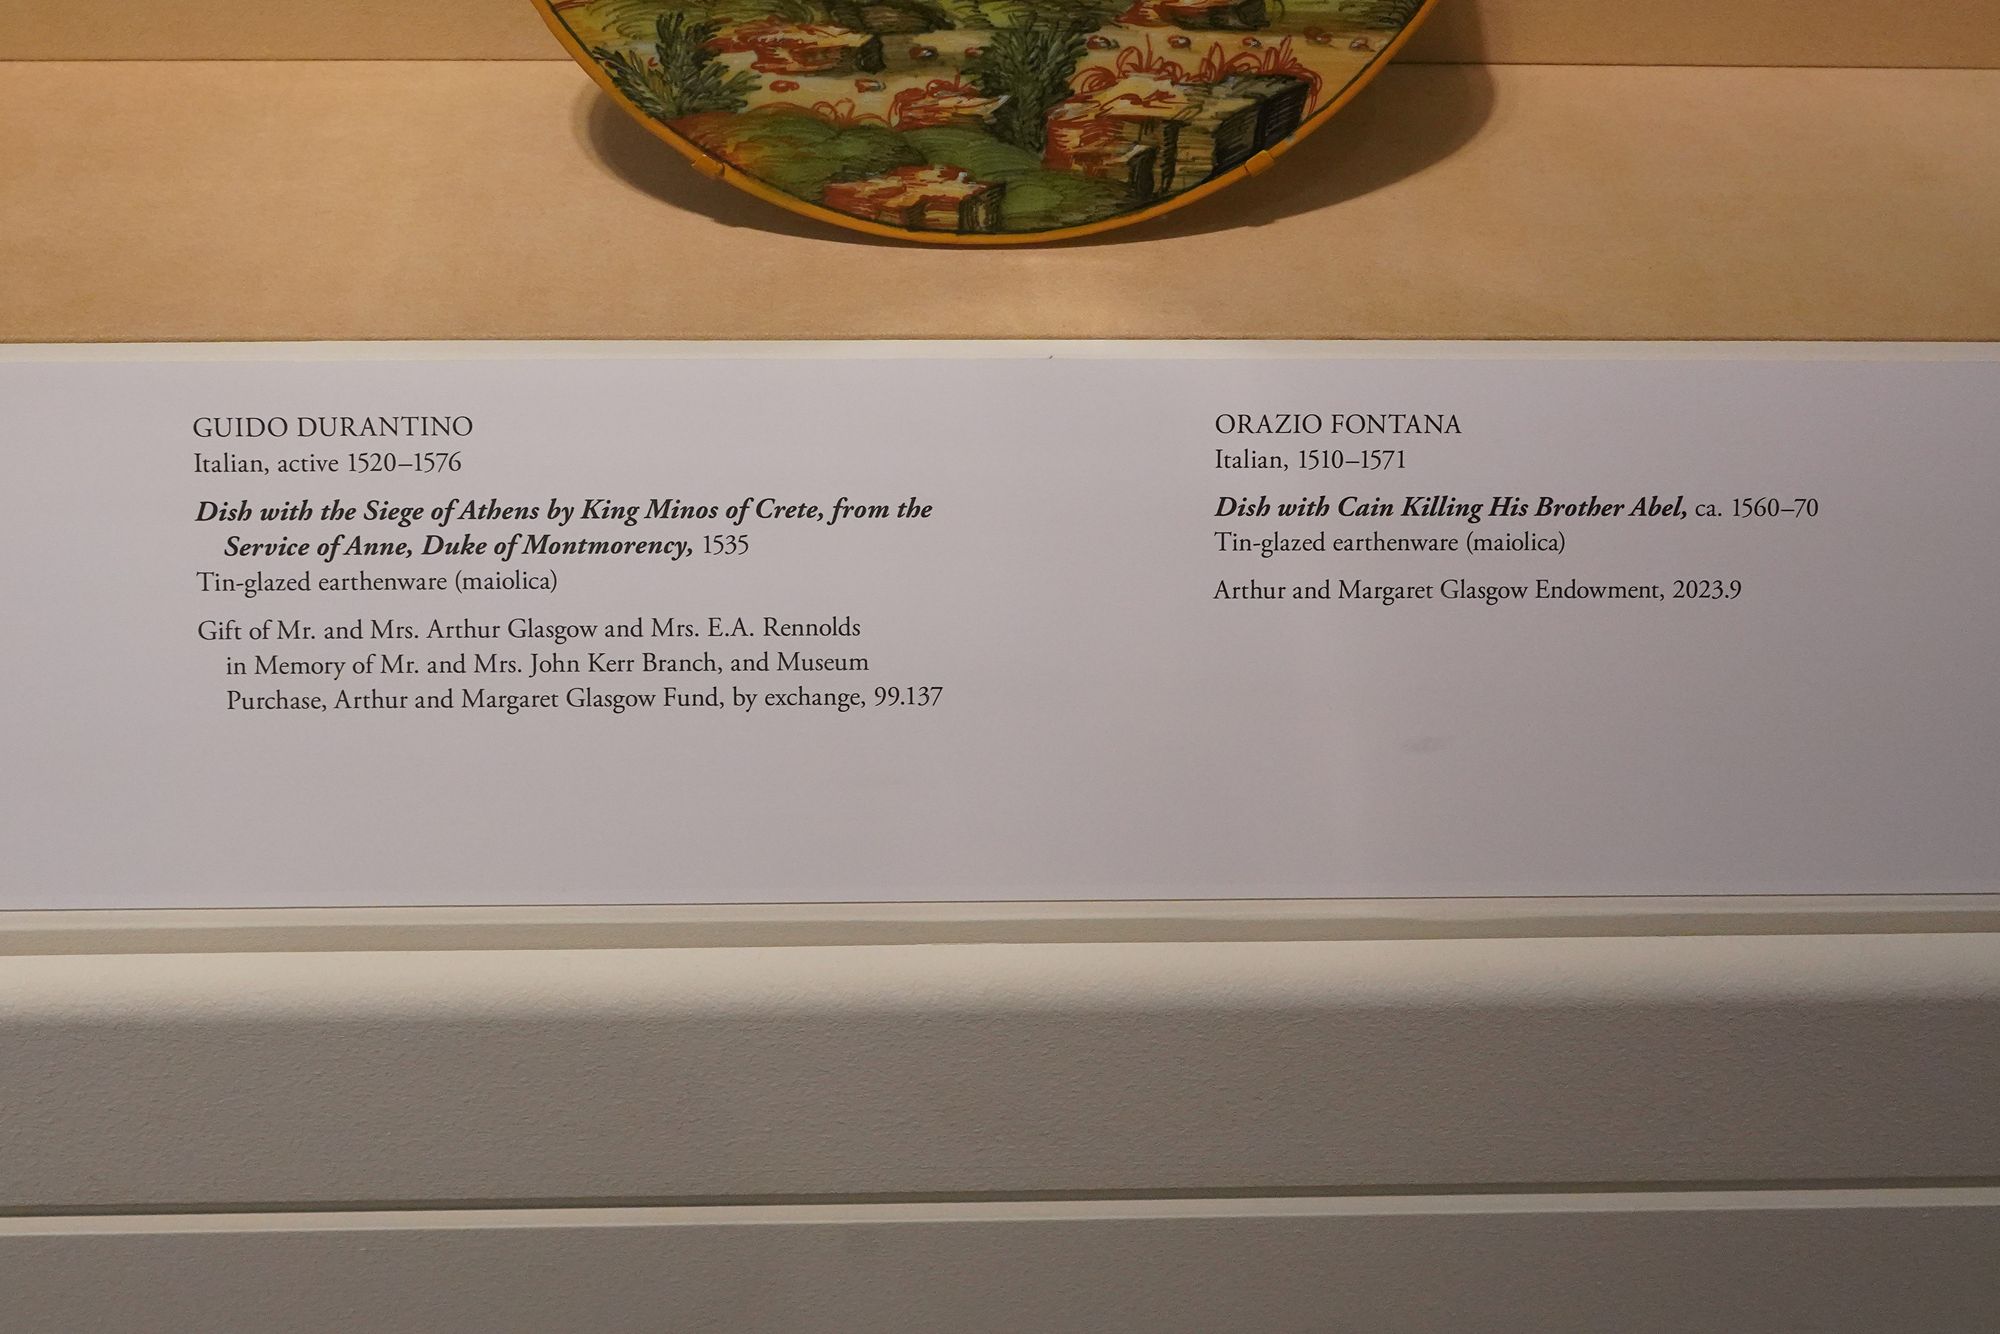 GUIDO DURANTINO
Italian, active 1520–1576
Dish with the Siege of Athens by King Minos of Crete, from the
Service of Anne, Duke of Montmorency, 1535
Tin-glazed earthenware (maiolica)
Gift of Mr. and Mrs. Arthur Glasgow and Mrs. E.A. Rennolds
in Memory of Mr. and Mrs. John Kerr Branch, and Museum
Purchase, Arthur and Margaret Glasgow Fund, by exchange, 99.137
ORAZIO FONTANA
Italian, 1510–1571
Dish with Cain Killing His Brother Abel, ca. 1560–70
Tin-glazed earthenware (maiolica)
Arthur and Margaret Glasgow Endowment, 2023.9